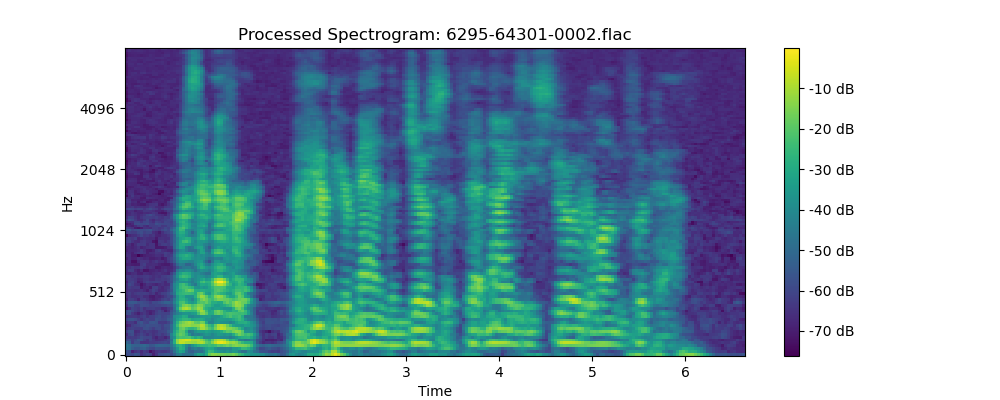 Processed Spectrogram: 6295-64301-0002.flac
Hz
4096
2048
1024
512
0
0 1 2 3 4 5 6
Time
-10 dB
-20 dB
-30 dB
-40 dB
-50 dB
-60 dB
-70 dB